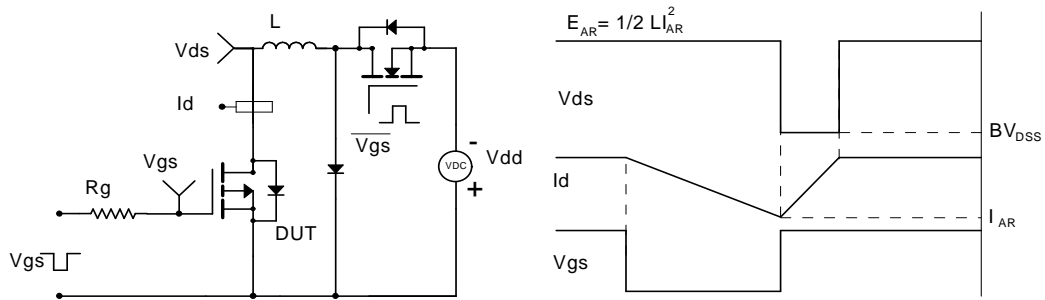 L
Vds
Id
Vgs
Rg
Vgs
DUT
Vgs
-
VDC
+
Vdd
E_AR= 1/2 LI_AR^2
Vds
BV_DSS
Id
I_AR
Vgs